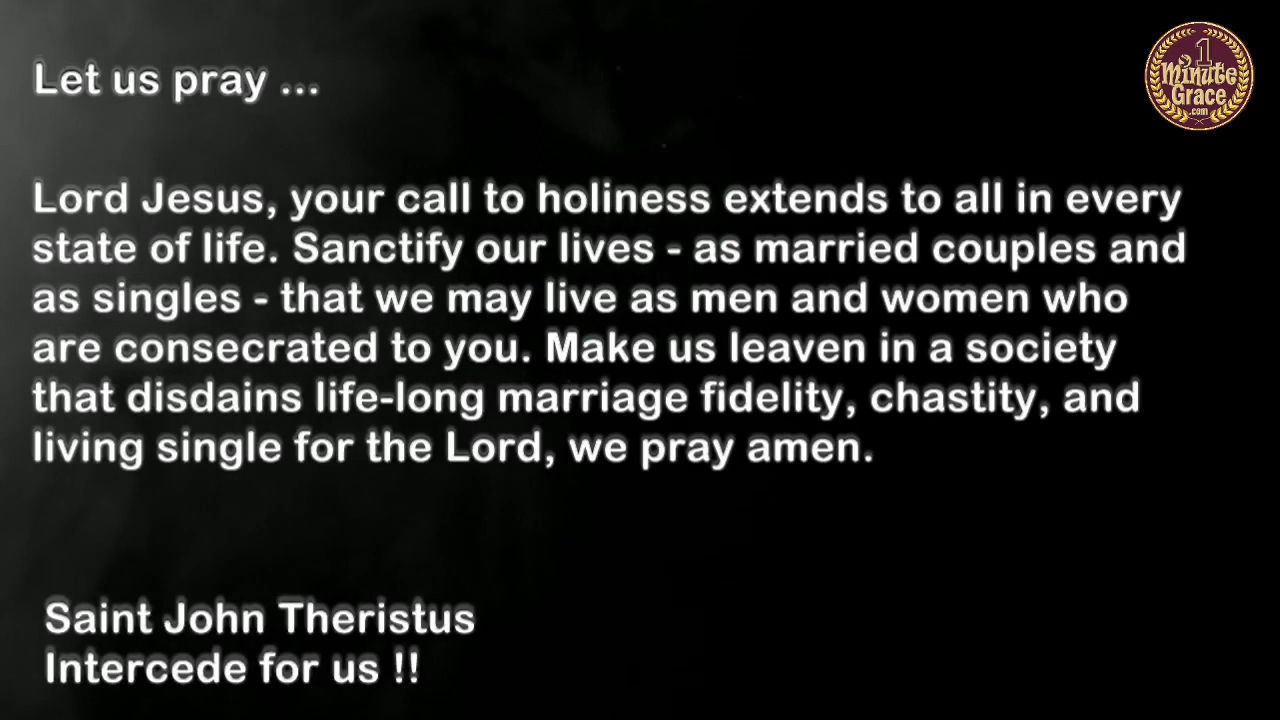 Let us pray ...
1
Minute
Grace
.com
Lord Jesus, your call to holiness extends to all in every
state of life. Sanctify our lives - as married couples and
as singles - that we may live as men and women who
are consecrated to you. Make us leaven in a society
that disdains life-long marriage fidelity, chastity, and
living single for the Lord, we pray amen.
Saint John Theristus
Intercede for us !!